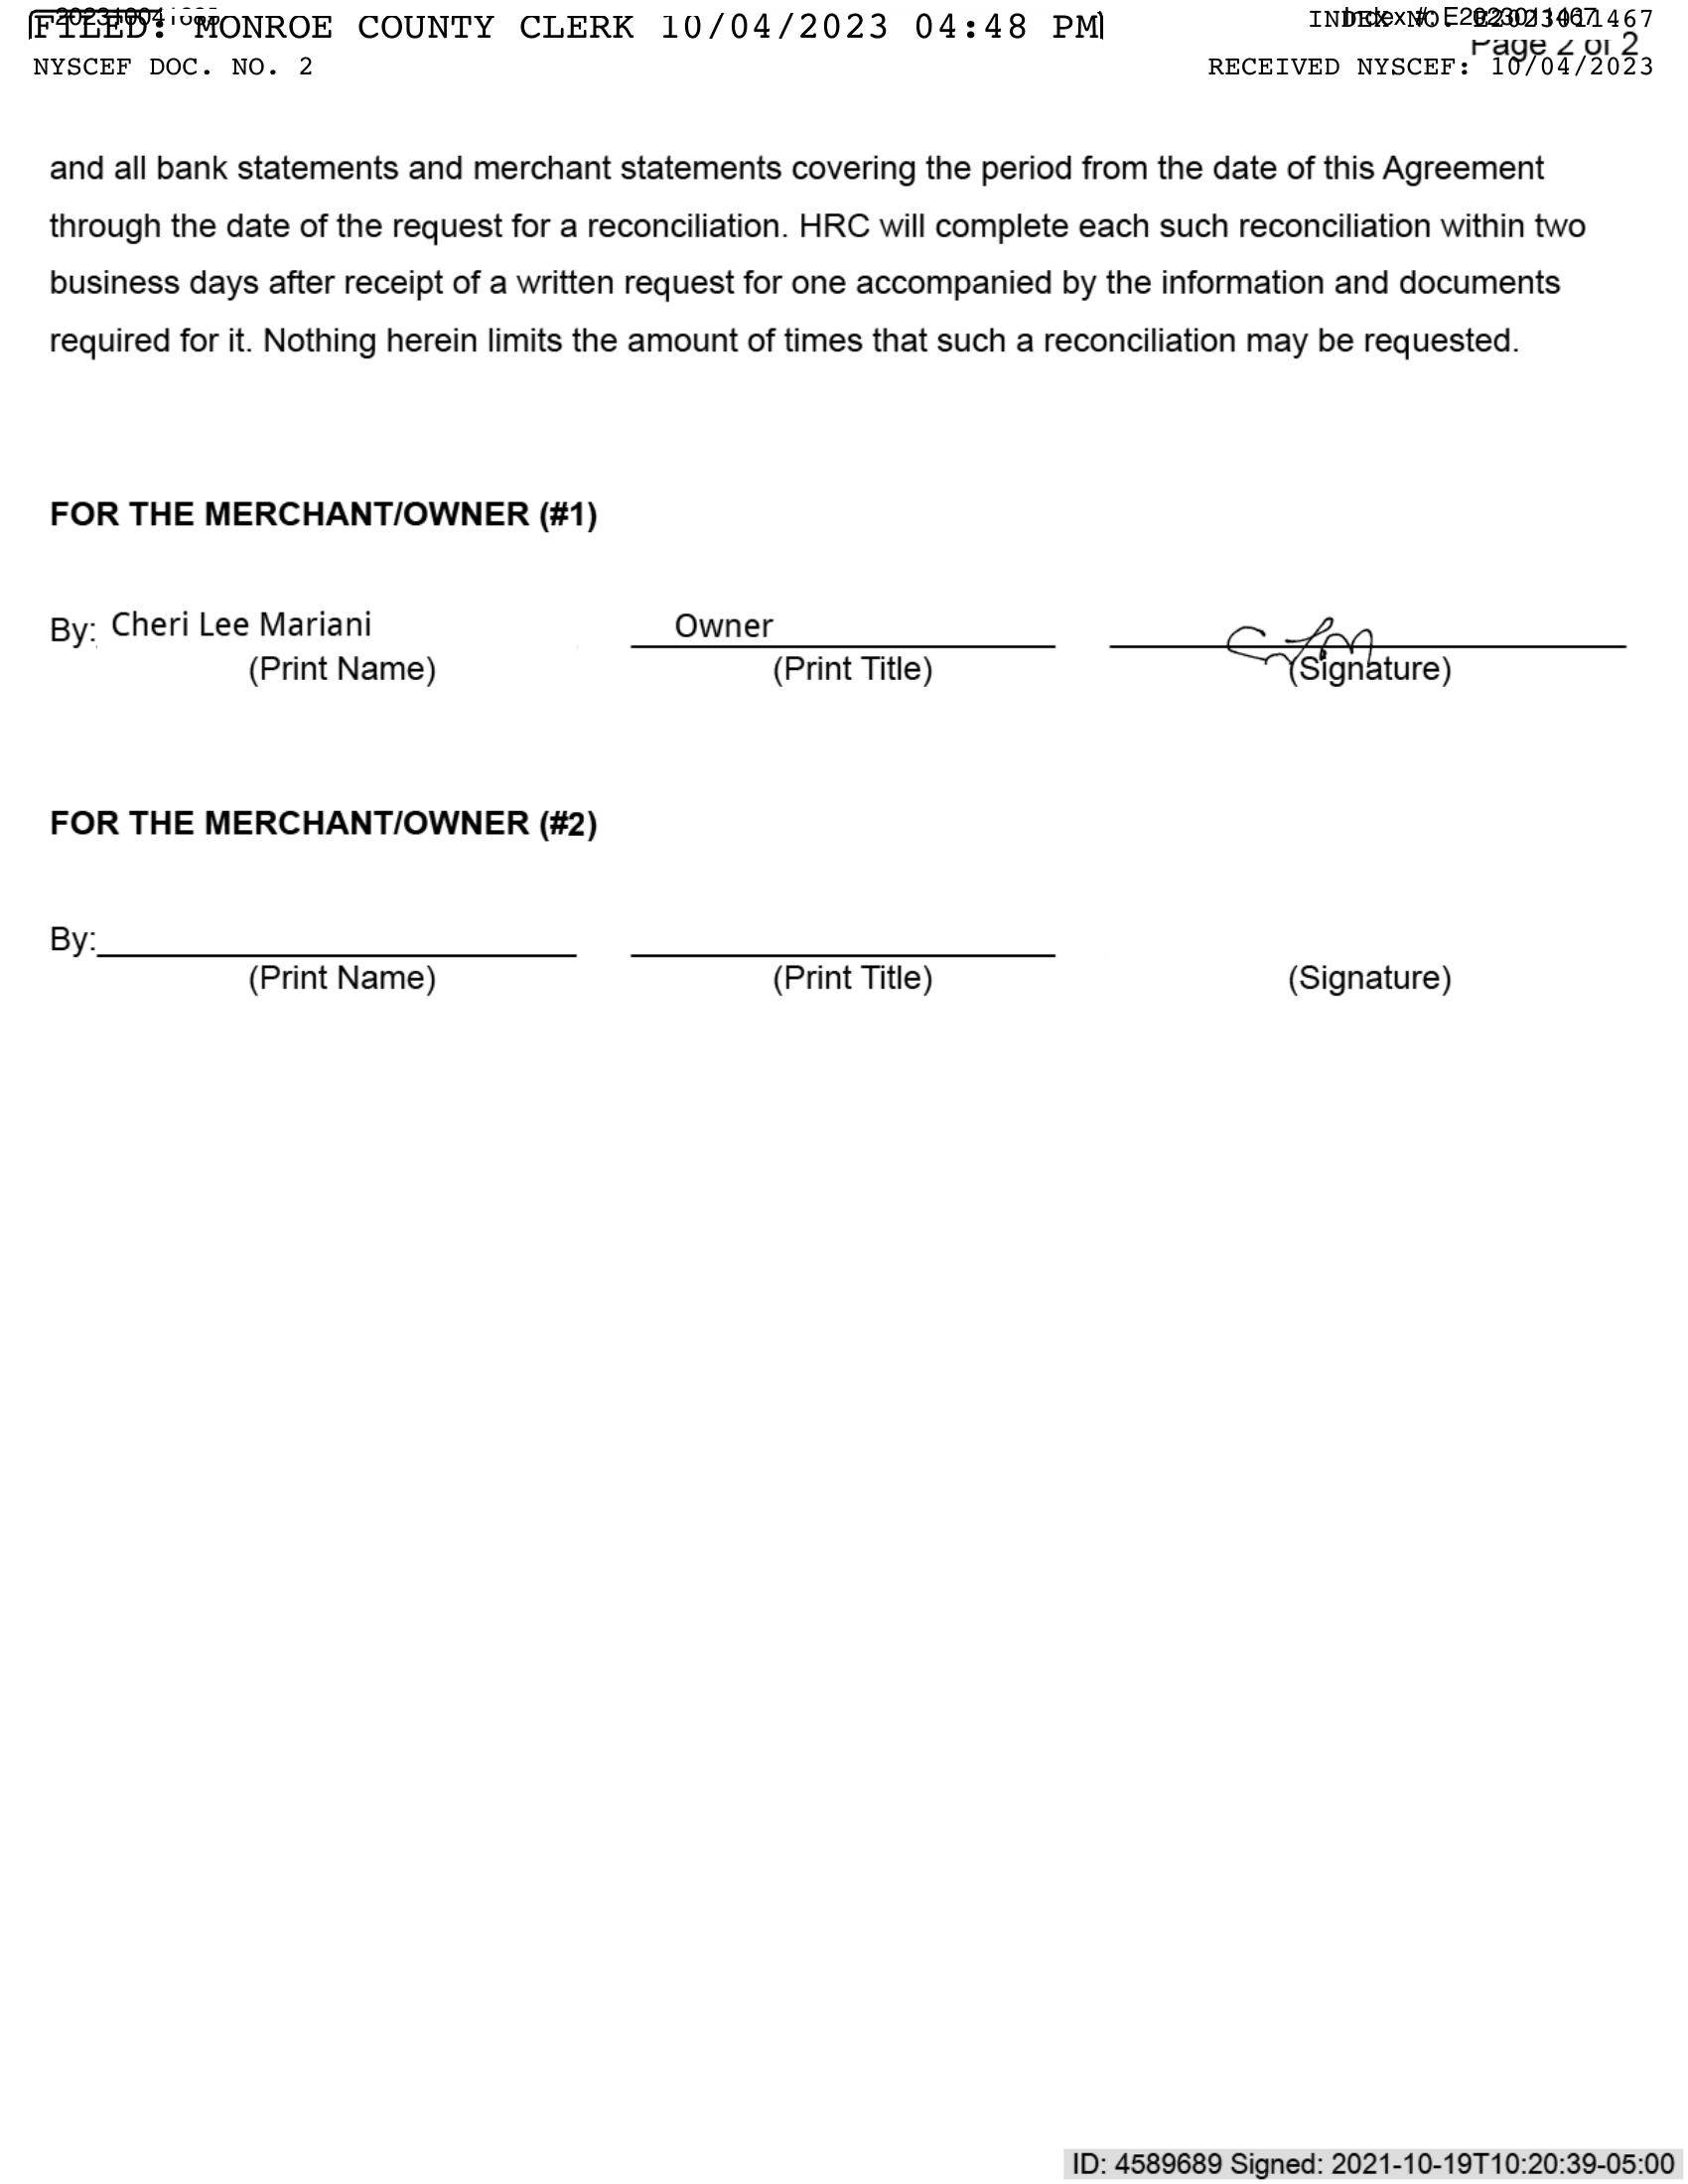 FILED: MONROE COUNTY CLERK 10/04/2023 04:48 PM
INDEX NO. E2023011467
Index #: E2023011467
Page 2 of 2
NYSCEF DOC. NO. 2
RECEIVED NYSCEF: 10/04/2023
and all bank statements and merchant statements covering the period from the date of this Agreement
through the date of the request for a reconciliation. HRC will complete each such reconciliation within two
business days after receipt of a written request for one accompanied by the information and documents
required for it. Nothing herein limits the amount of times that such a reconciliation may be requested.
FOR THE MERCHANT/OWNER (#1)
By: Cheri Lee Mariani Owner
(Print Name) (Print Title) (Signature)
FOR THE MERCHANT/OWNER (#2)
By:
(Print Name) (Print Title) (Signature)
ID: 4589689 Signed: 2021-10-19T10:20:39-05:00